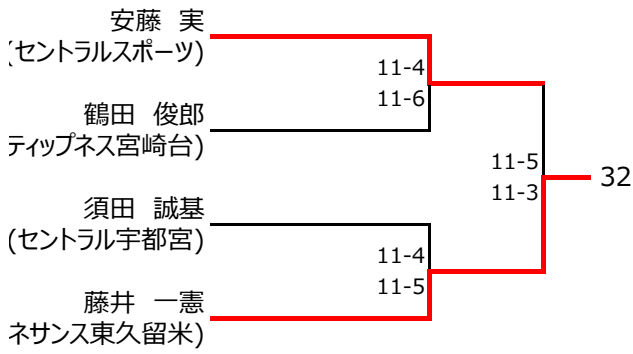 安藤 実
(セントラルスポーツ)
11-4
11-6
鶴田 俊郎
ティップネス宮崎台)
11-5
11-3
32
須田 誠基
(セントラル宇都宮)
11-4
11-5
藤井 一憲
ネサンス東久留米)